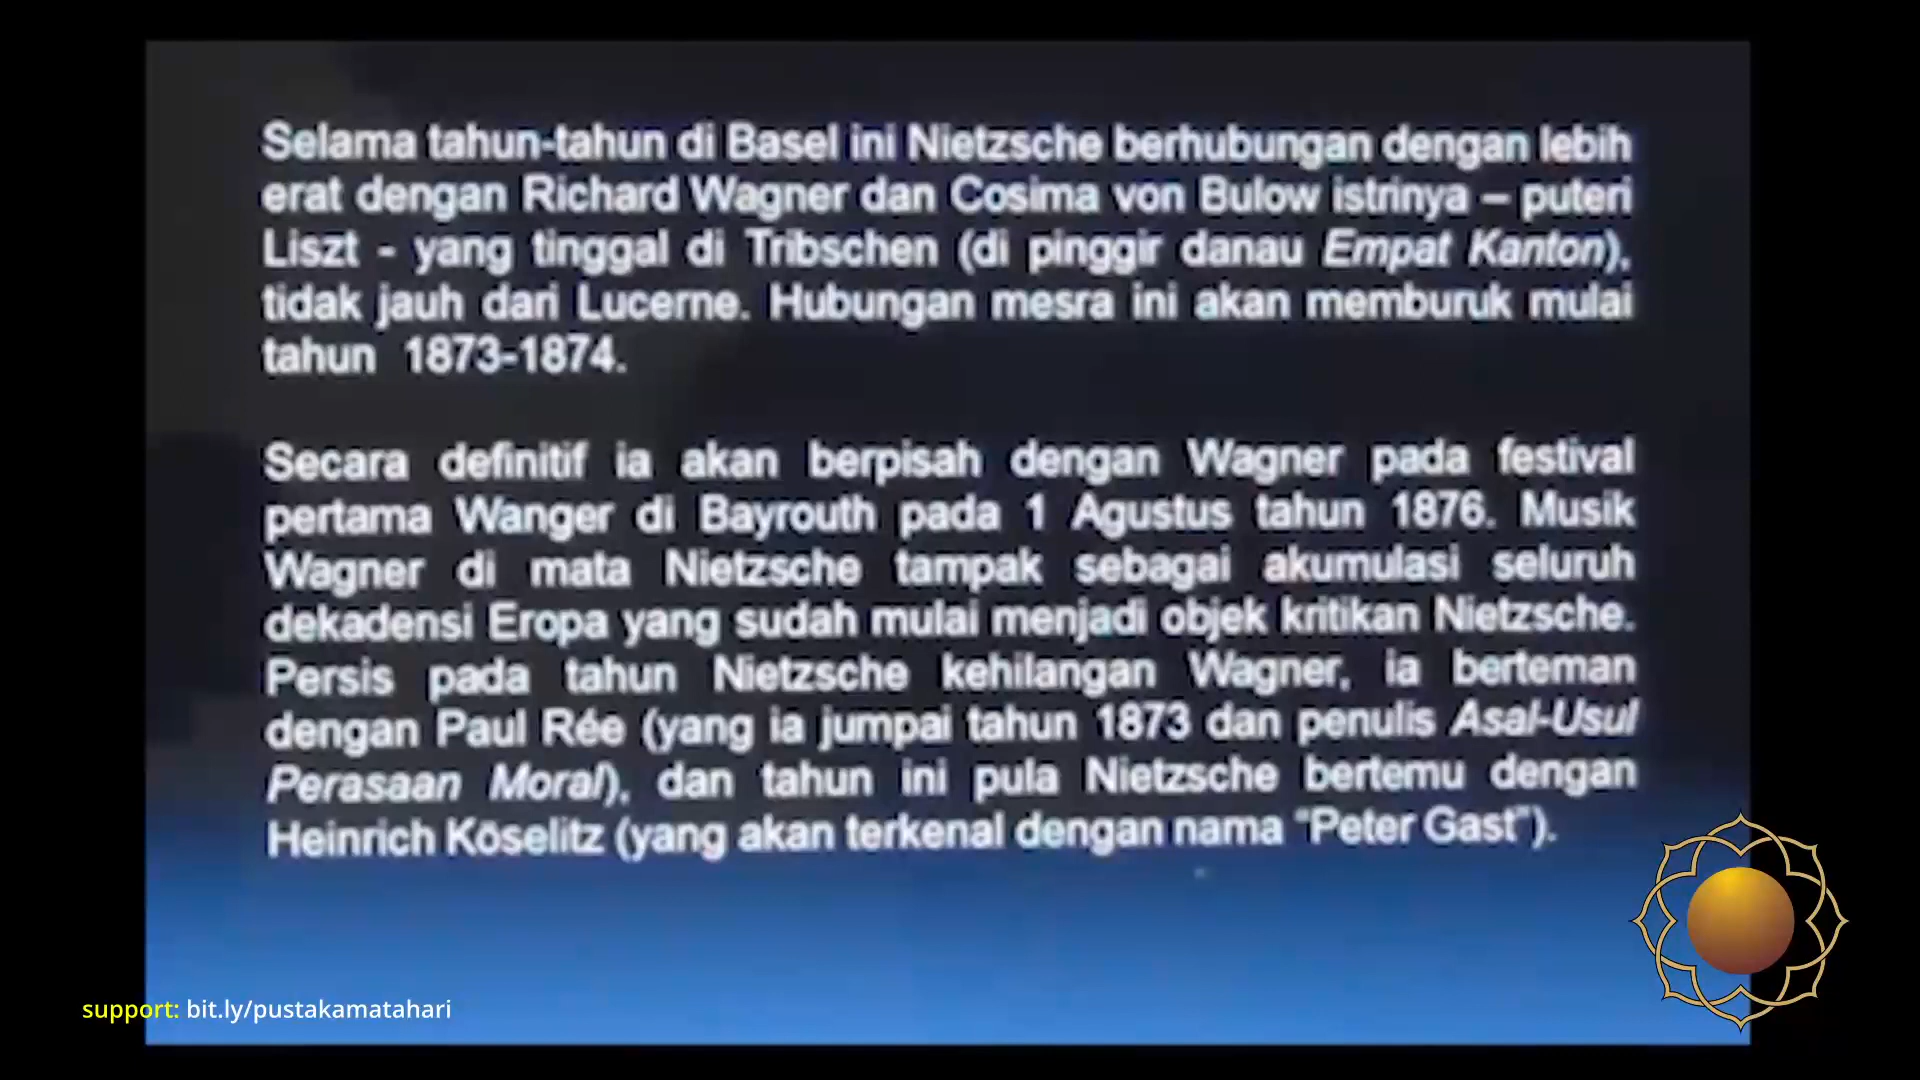 Selama tahun-tahun di Basel ini Nietzsche berhubungan dengan lebih
erat dengan Richard Wagner dan Cosima von Bulow istrinya – puteri
Liszt - yang tinggal di Tribschen (di pinggir danau Empat Kanton),
tidak jauh dari Lucerne. Hubungan mesra ini akan memburuk mulai
tahun 1873-1874.
Secara definitif ia akan berpisah dengan Wagner pada festival
pertama Wanger di Bayrouth pada 1 Agustus tahun 1876. Musik
Wagner di mata Nietzsche tampak sebagai akumulasi seluruh
dekadensi Eropa yang sudah mulai menjadi objek kritikan Nietzsche.
Persis pada tahun Nietzsche kehilangan Wagner, ia berteman
dengan Paul Rée (yang ia jumpai tahun 1873 dan penulis Asal-Usul
Perasaan Moral), dan tahun ini pula Nietzsche bertemu dengan
Heinrich Köselitz (yang akan terkenal dengan nama “Peter Gast”).
support: bit.ly/pustakamatahari